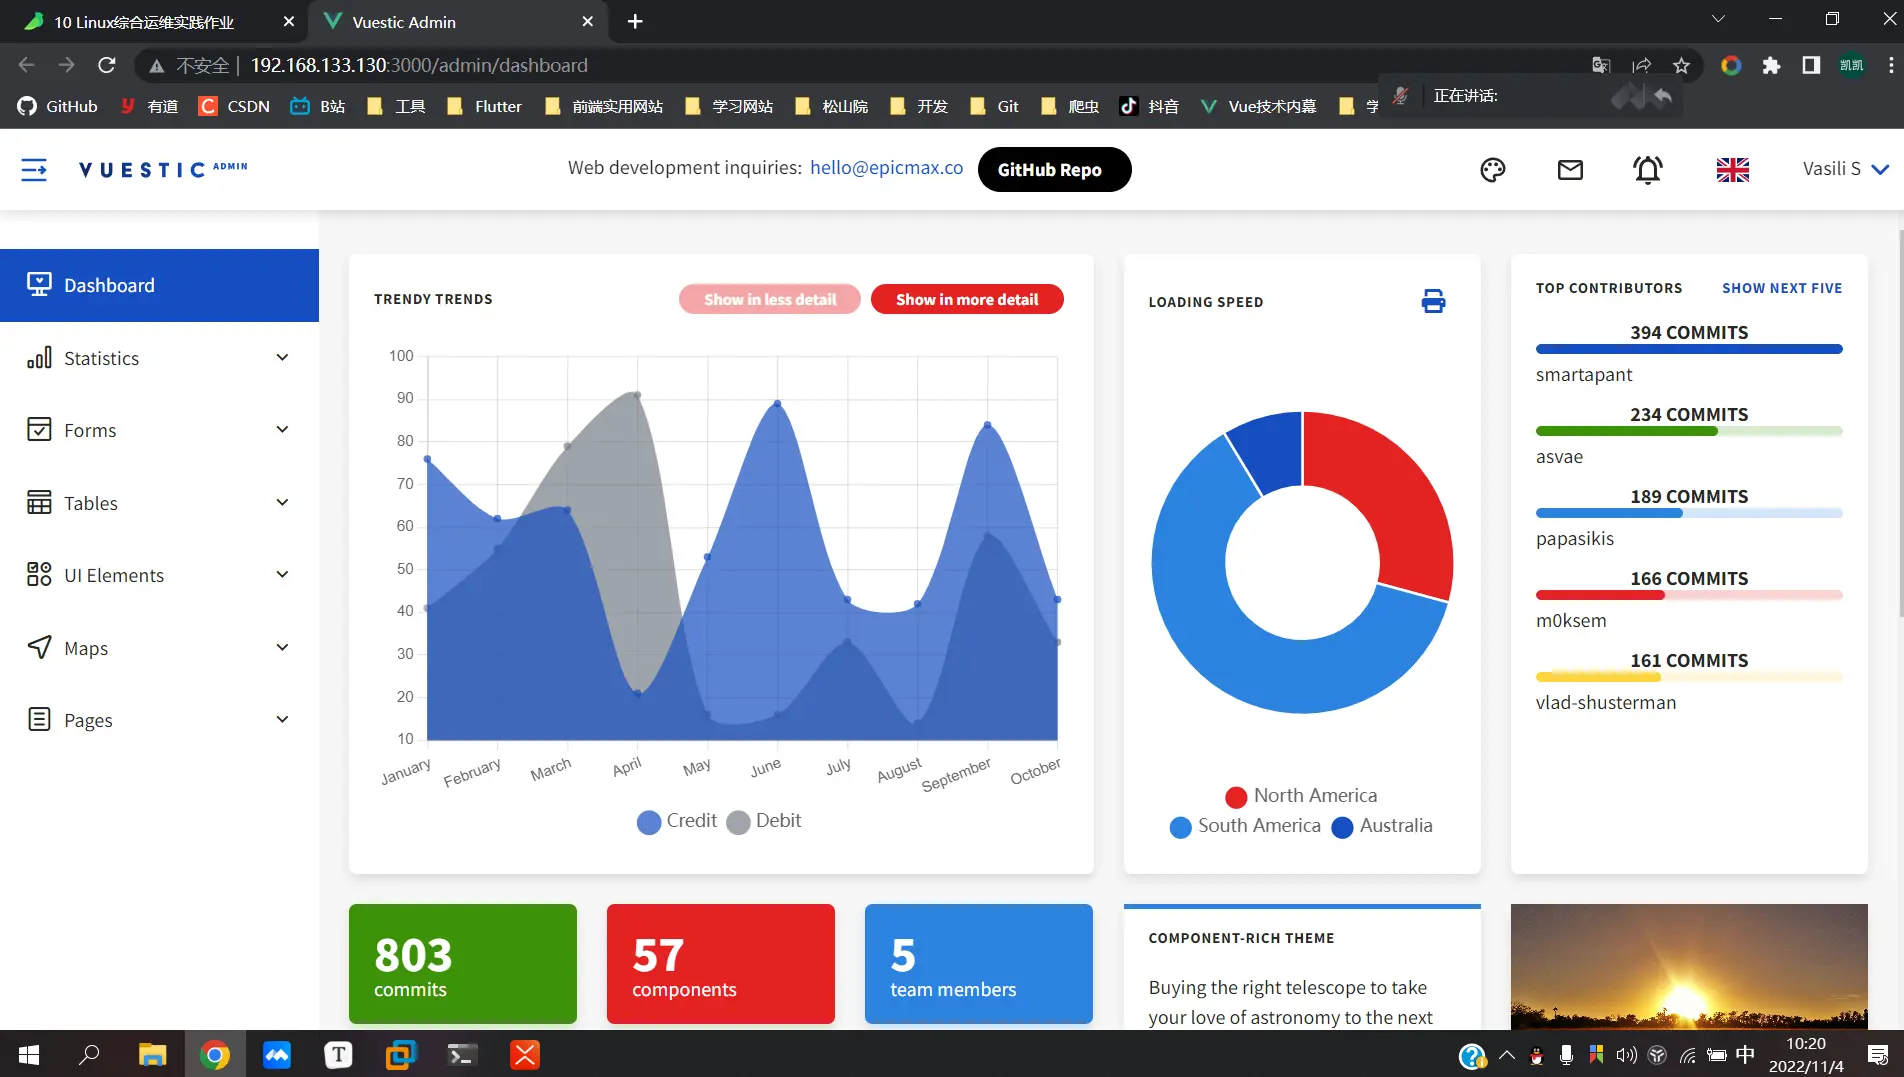 10 Linux综合运维实践作业
Vuestic Admin
不安全
192.168.133.130:3000/admin/dashboard
凯凯
GitHub
有道
CSDN
B站
工具
Flutter
前端实用网站
学习网站
松山院
开发
Git
爬虫
抖音
Vue技术内幕
学
正在讲话:
VUESTIC ADMIN
Web development inquiries: hello@epicmax.co
GitHub Repo
Vasili S
Dashboard
Statistics
Forms
Tables
UI Elements
Maps
Pages
TRENDY TRENDS
Show in less detail
Show in more detail
100
90
80
70
60
50
40
30
20
10
January
February
March
April
May
June
July
August
September
October
Credit
Debit
LOADING SPEED
North America
South America
Australia
TOP CONTRIBUTORS
SHOW NEXT FIVE
394 COMMITS
smartapant
234 COMMITS
asvae
189 COMMITS
papasikis
166 COMMITS
m0ksem
161 COMMITS
vlad-shusterman
803
commits
57
components
5
team members
COMPONENT-RICH THEME
Buying the right telescope to take
your love of astronomy to the next
中
10:20
2022/11/4